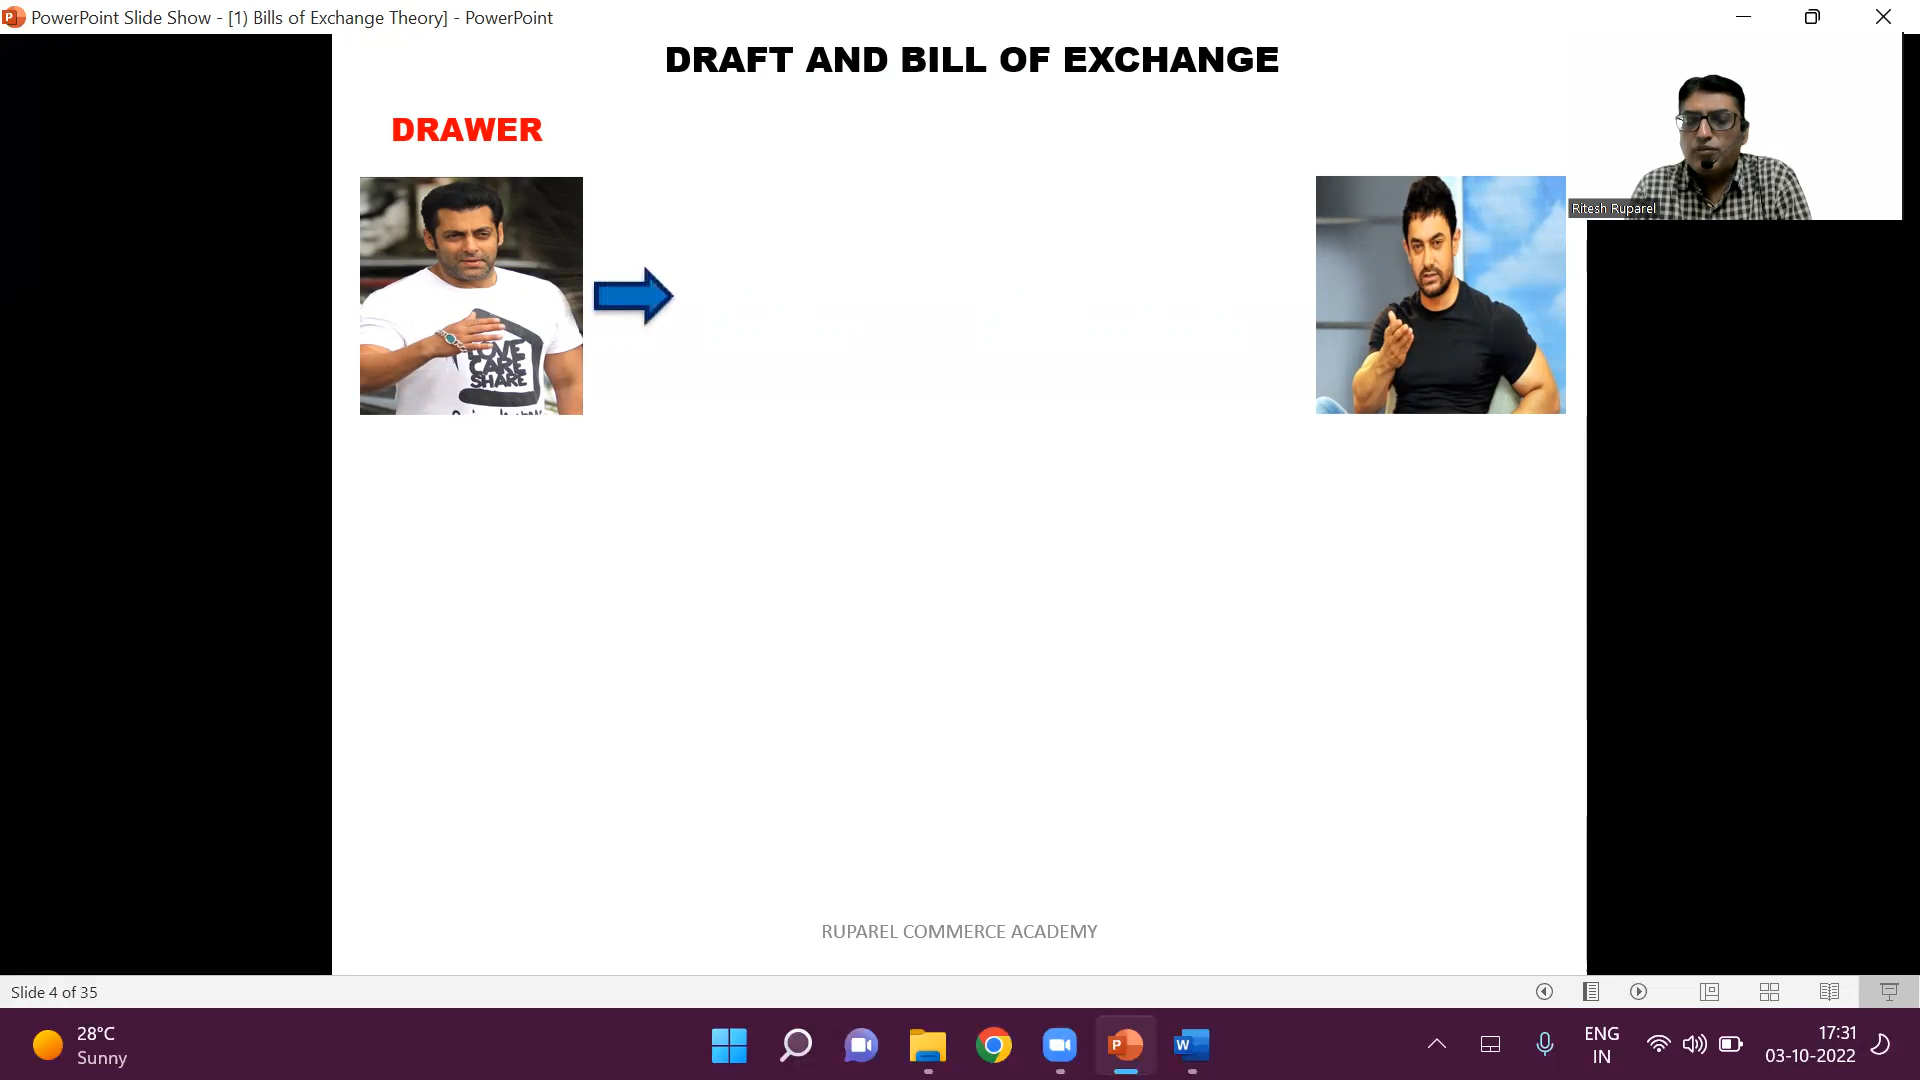 PowerPoint Slide Show - [1) Bills of Exchange Theory] - PowerPoint
DRAFT AND BILL OF EXCHANGE
DRAWER
Ritesh Ruparel
LOVE
CARE
SHARE
RUPAREL COMMERCE ACADEMY
Slide 4 of 35
28°C
Sunny
ENG
IN
17:31
03-10-2022